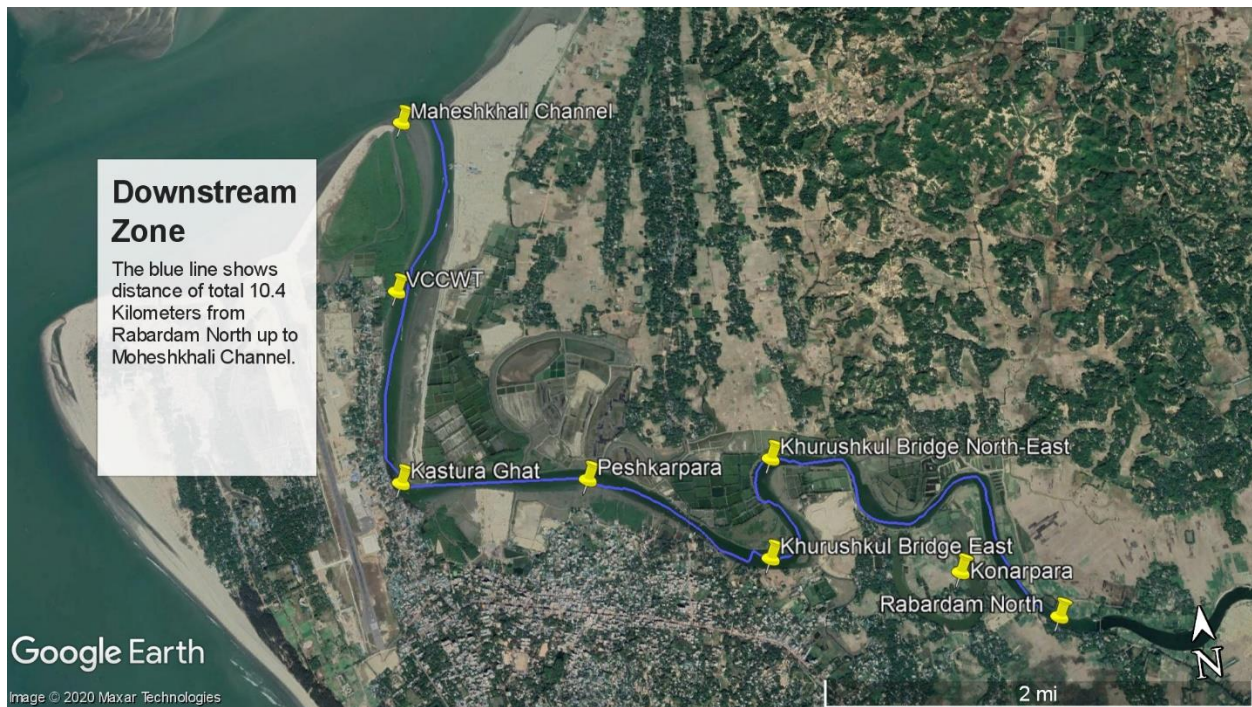 Maheshkhali Channel
Downstream
Zone
The blue line shows
distance of total 10.4
Kilometers from
Rabardam North up to
Moheshkhali Channel.
VCCWT
Kastura Ghat
Peshkarpara
Khurushkul Bridge North-East
Khurushkul Bridge East
Konarpara
Rabardam North
N
Google Earth
2 mi
Image © 2020 Maxar Technologies